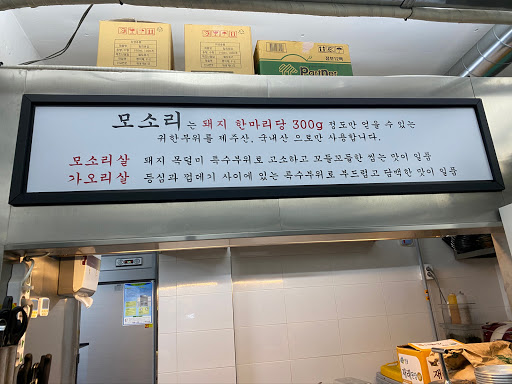 모소리는 돼지 한마리당 300g 정도만 얻을 수 있는
귀한부위를 제주산, 국내산 으로만 사용합니다.
모소리살 돼지 목덜미 특수부위로 고소하고 꼬들꼬들한 씹는 맛이 일품
가오리살 등심과 껍데기 사이에 있는 특수부위로 부드럽고 담백한 맛이 일품